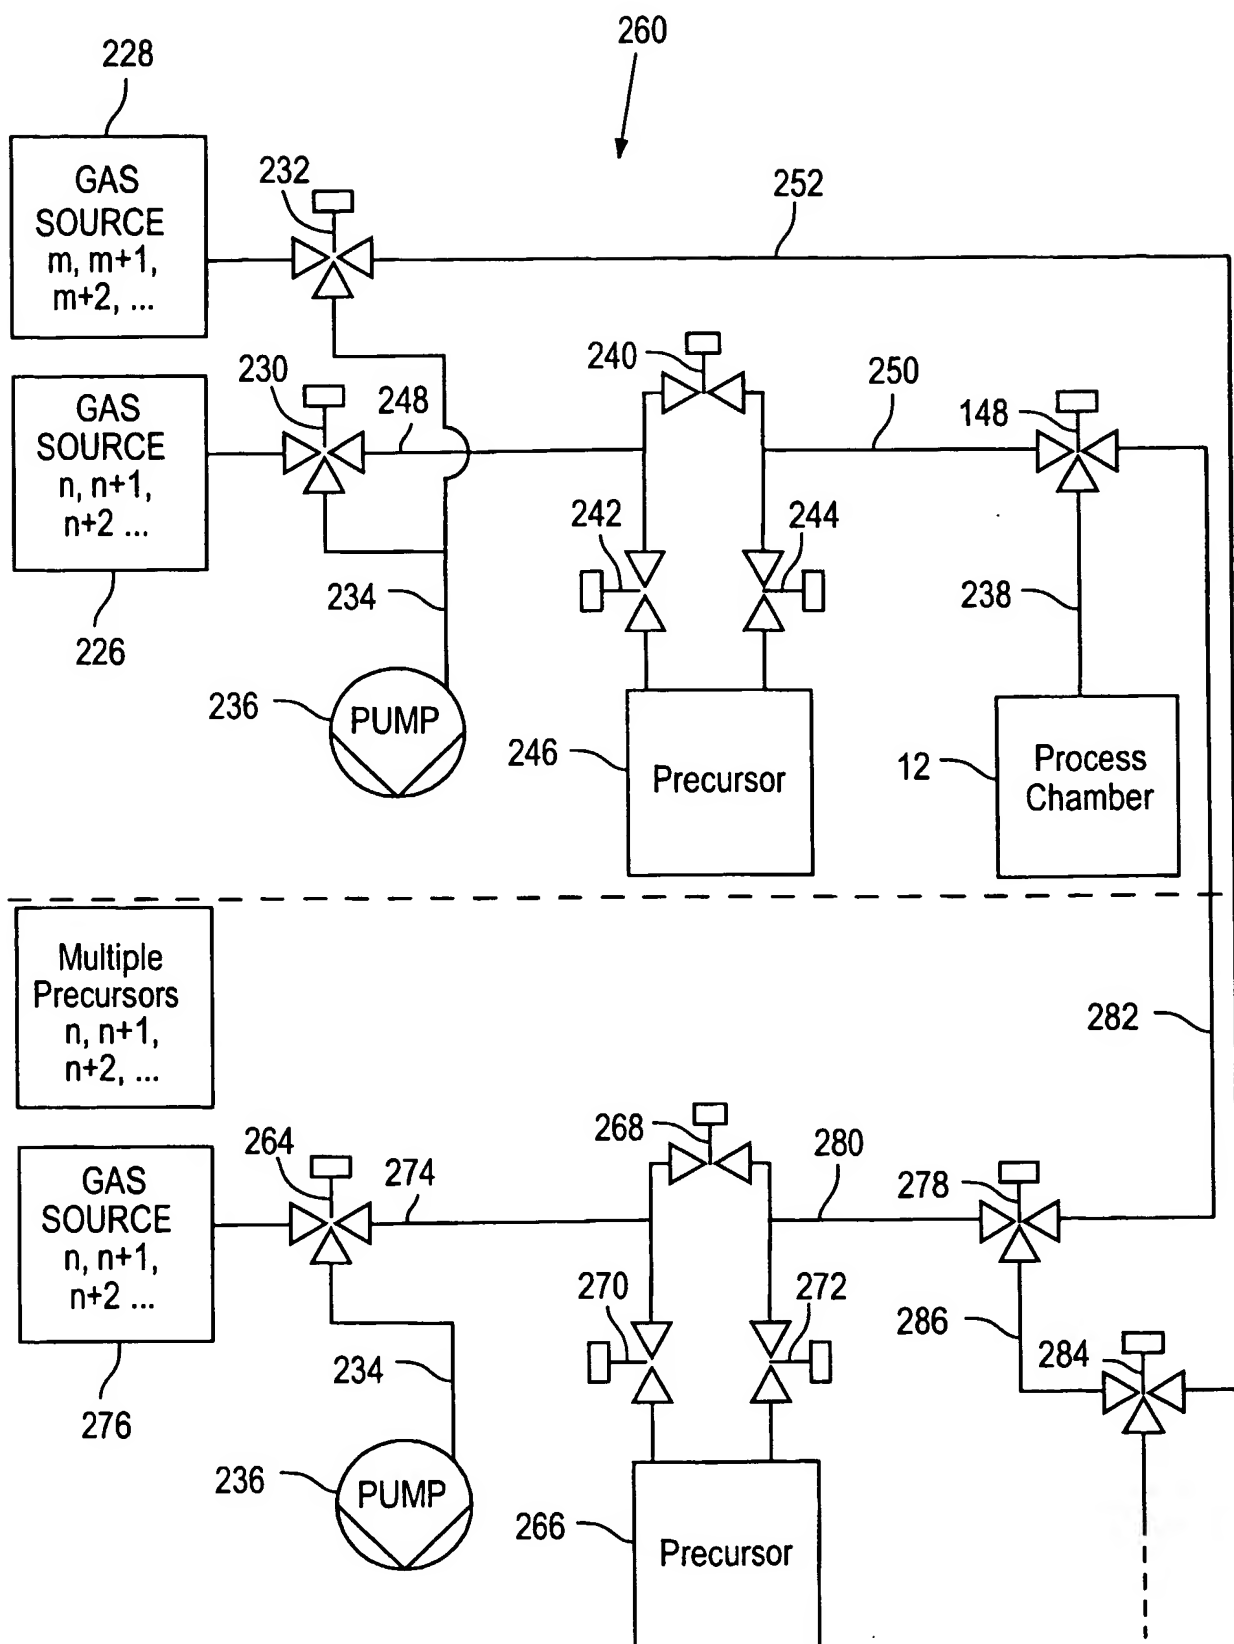 260
228
GAS
SOURCE
m, m+1,
m+2, ...
232
252
230
248
240
250
148
GAS
SOURCE
n, n+1,
n+2 ...
226
242
244
234
238
236
PUMP
246
Precursor
12
Process
Chamber
Multiple
Precursors
n, n+1,
n+2, ...
282
264
274
268
280
278
GAS
SOURCE
n, n+1,
n+2 ...
276
270
272
286
284
234
236
PUMP
266
Precursor